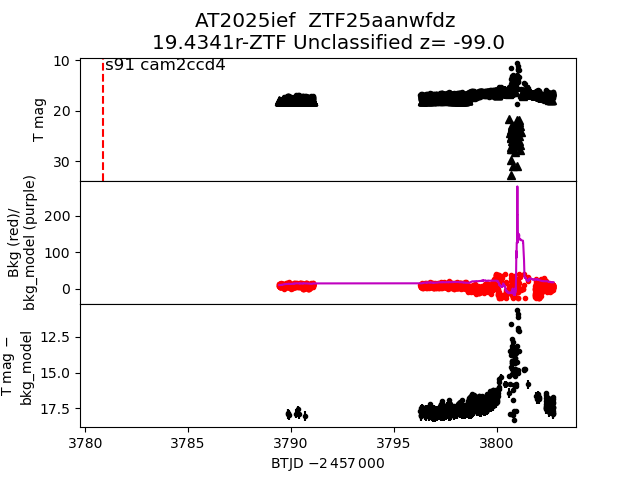 AT2025ief  ZTF25aanwfdz
19.4341r-ZTF Unclassified z= -99.0
s91 cam2ccd4
T mag
10
20
30
Bkg (red)/
bkg_model (purple)
200
100
0
T mag −
bkg_model
12.5
15.0
17.5
3780 3785 3790 3795 3800
BTJD −2 457 000